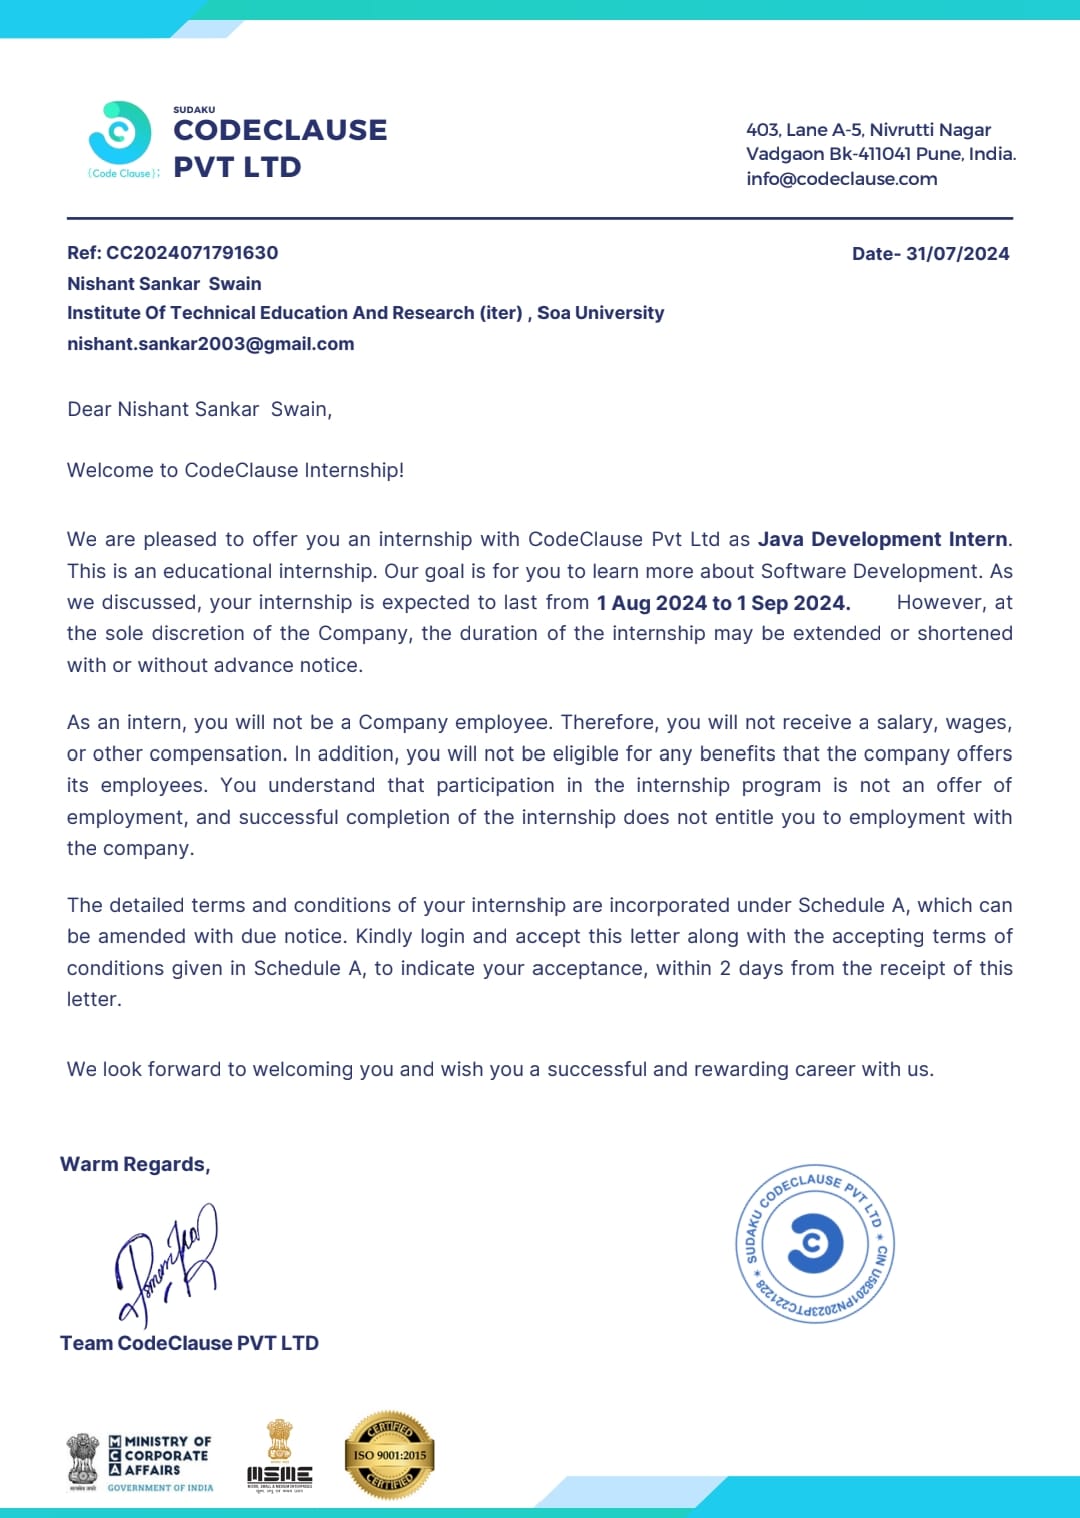 SUDAKU
CODECLAUSE
PVT LTD
{Code Clause};
403, Lane A-5, Nivrutti Nagar
Vadgaon Bk-411041 Pune, India.
info@codeclause.com
Ref: CC2024071791630
Date- 31/07/2024
Nishant Sankar  Swain
Institute Of Technical Education And Research (iter) , Soa University
nishant.sankar2003@gmail.com
Dear Nishant Sankar  Swain,
Welcome to CodeClause Internship!
We are pleased to offer you an internship with CodeClause Pvt Ltd as Java Development Intern.
This is an educational internship. Our goal is for you to learn more about Software Development. As
we discussed, your internship is expected to last from 1 Aug 2024 to 1 Sep 2024. However, at
the sole discretion of the Company, the duration of the internship may be extended or shortened
with or without advance notice.
As an intern, you will not be a Company employee. Therefore, you will not receive a salary, wages,
or other compensation. In addition, you will not be eligible for any benefits that the company offers
its employees. You understand that participation in the internship program is not an offer of
employment, and successful completion of the internship does not entitle you to employment with
the company.
The detailed terms and conditions of your internship are incorporated under Schedule A, which can
be amended with due notice. Kindly login and accept this letter along with the accepting terms of
conditions given in Schedule A, to indicate your acceptance, within 2 days from the receipt of this
letter.
We look forward to welcoming you and wish you a successful and rewarding career with us.
Warm Regards,
Team CodeClause PVT LTD
SUDAKU CODECLAUSE PVT LTD * CIN U58201PN2023PTC221228 *
C
सत्यमेव जयते
MCA
MINISTRY OF
CORPORATE
AFFAIRS
GOVERNMENT OF INDIA
MSME
MICRO, SMALL & MEDIUM ENTERPRISES
सूक्ष्म, लघु एवं मध्यम उद्यम
CERTIFIED
ISO 9001:2015
CERTIFIED